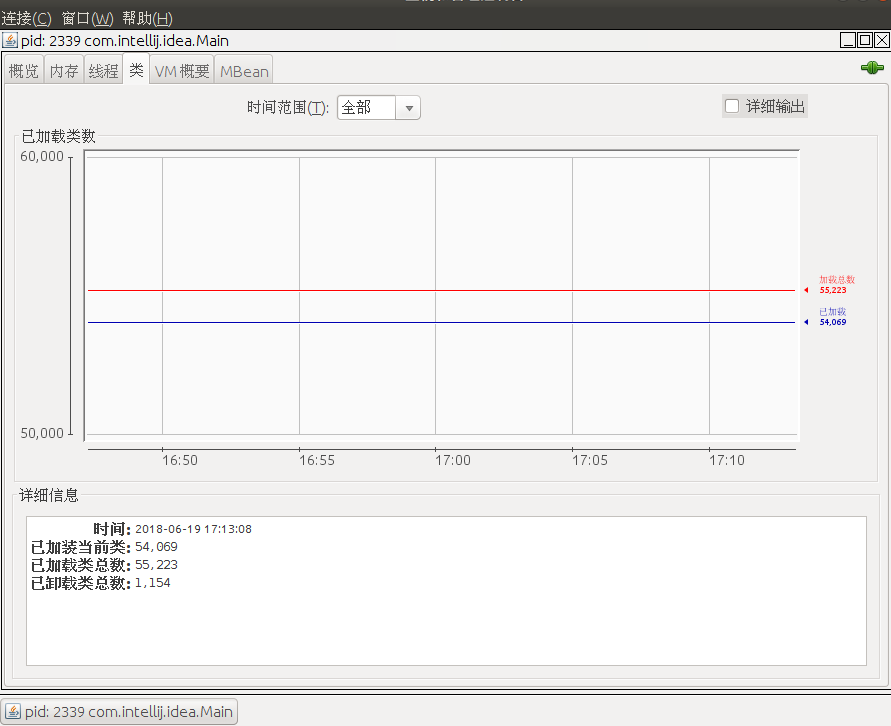 连接(C) 窗口(W) 帮助(H)
pid: 2339 com.intellij.idea.Main
概览 内存 线程 类 VM 概要 MBean
时间范围(T): 全部 详细输出
已加载类数
60,000
加载总数
55,223
已加载
54,069
50,000
16:50 16:55 17:00 17:05 17:10
详细信息
时间: 2018-06-19 17:13:08
已加装当前类: 54,069
已加载类总数: 55,223
已卸载类总数: 1,154
pid: 2339 com.intellij.idea.Main